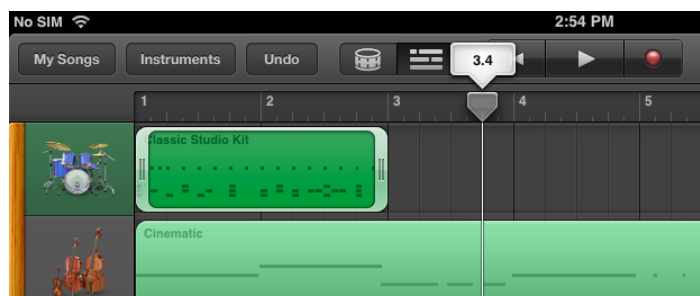 No SIM 2:54 PM
My Songs Instruments Undo 3.4
1 2 3 4 5
Classic Studio Kit
Cinematic